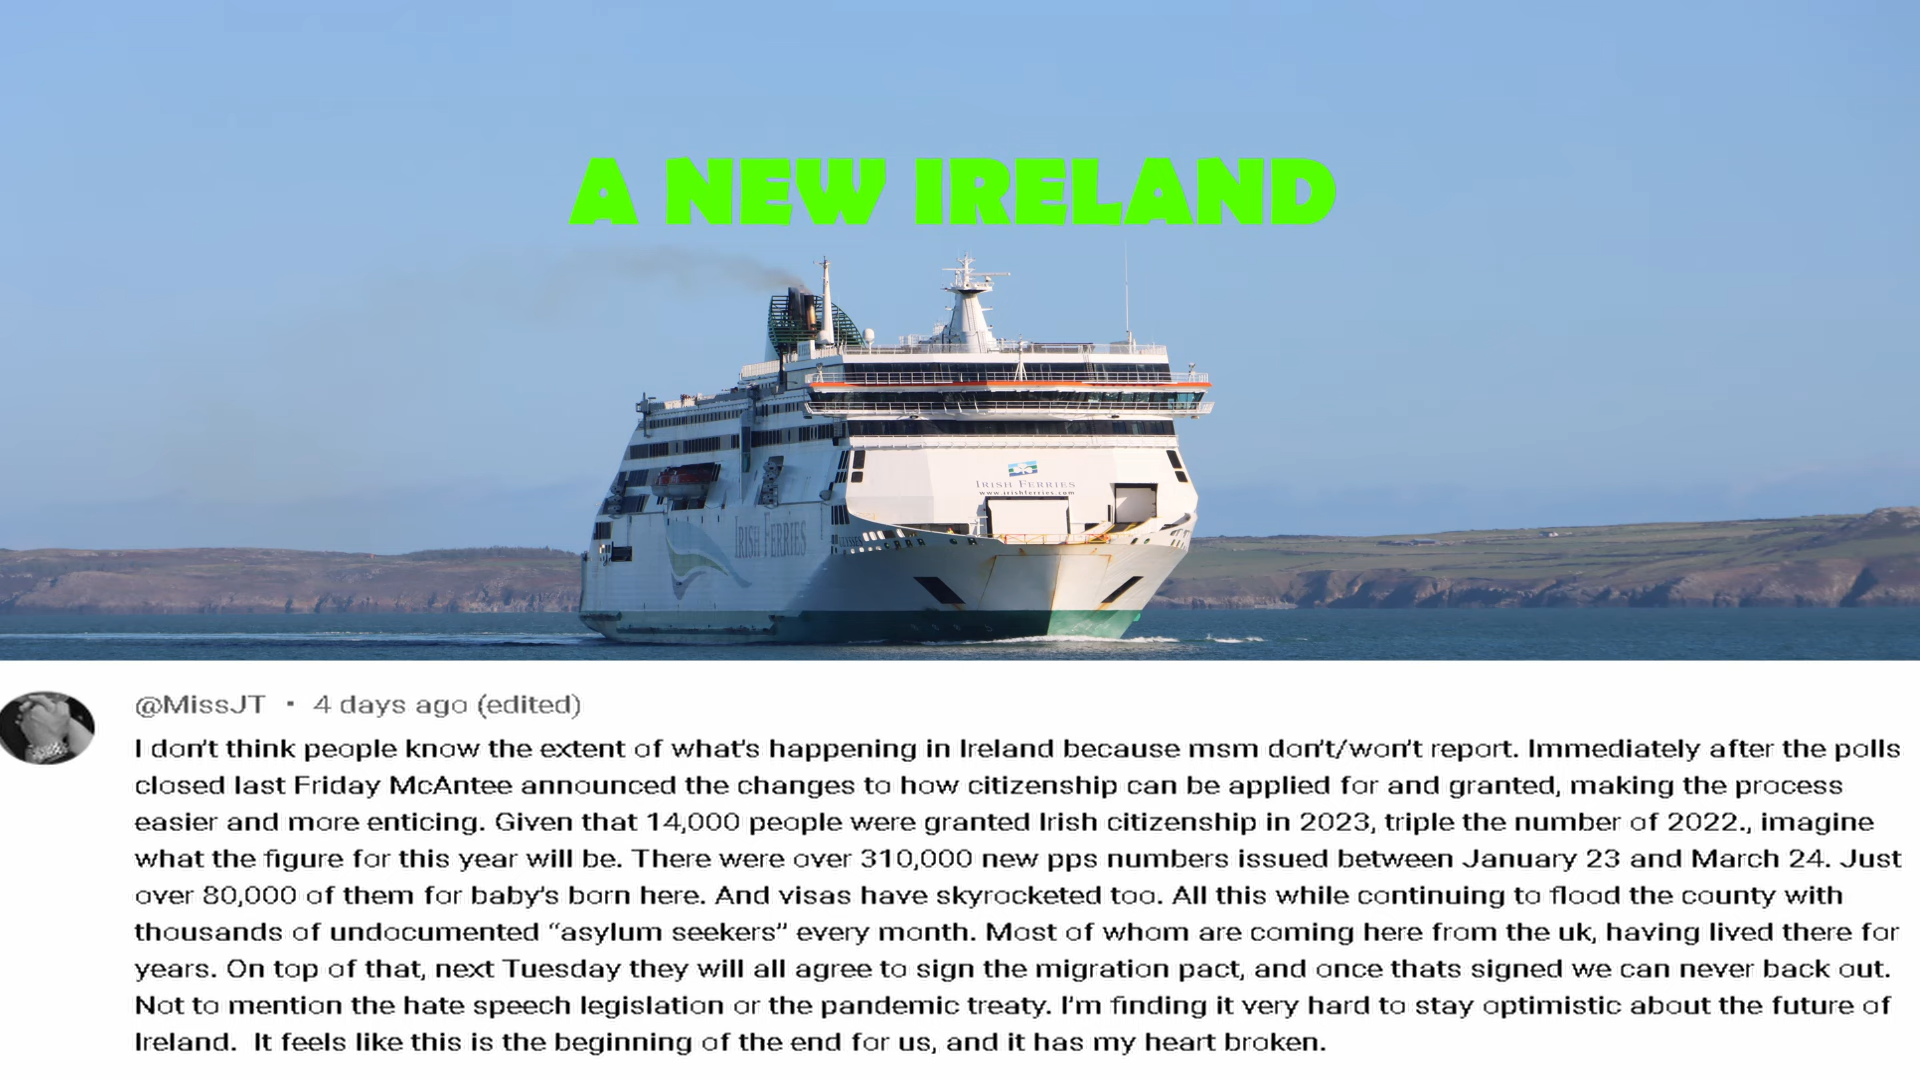 A NEW IRELAND
IRISH FERRIES
www.irishferries.com
IRISH FERRIES
@MissJT · 4 days ago (edited)
I don't think people know the extent of what's happening in Ireland because msm don't/won't report. Immediately after the polls
closed last Friday McAntee announced the changes to how citizenship can be applied for and granted, making the process
easier and more enticing. Given that 14,000 people were granted Irish citizenship in 2023, triple the number of 2022., imagine
what the figure for this year will be. There were over 310,000 new pps numbers issued between January 23 and March 24. Just
over 80,000 of them for baby's born here. And visas have skyrocketed too. All this while continuing to flood the county with
thousands of undocumented “asylum seekers” every month. Most of whom are coming here from the uk, having lived there for
years. On top of that, next Tuesday they will all agree to sign the migration pact, and once thats signed we can never back out.
Not to mention the hate speech legislation or the pandemic treaty. I'm finding it very hard to stay optimistic about the future of
Ireland. It feels like this is the beginning of the end for us, and it has my heart broken.